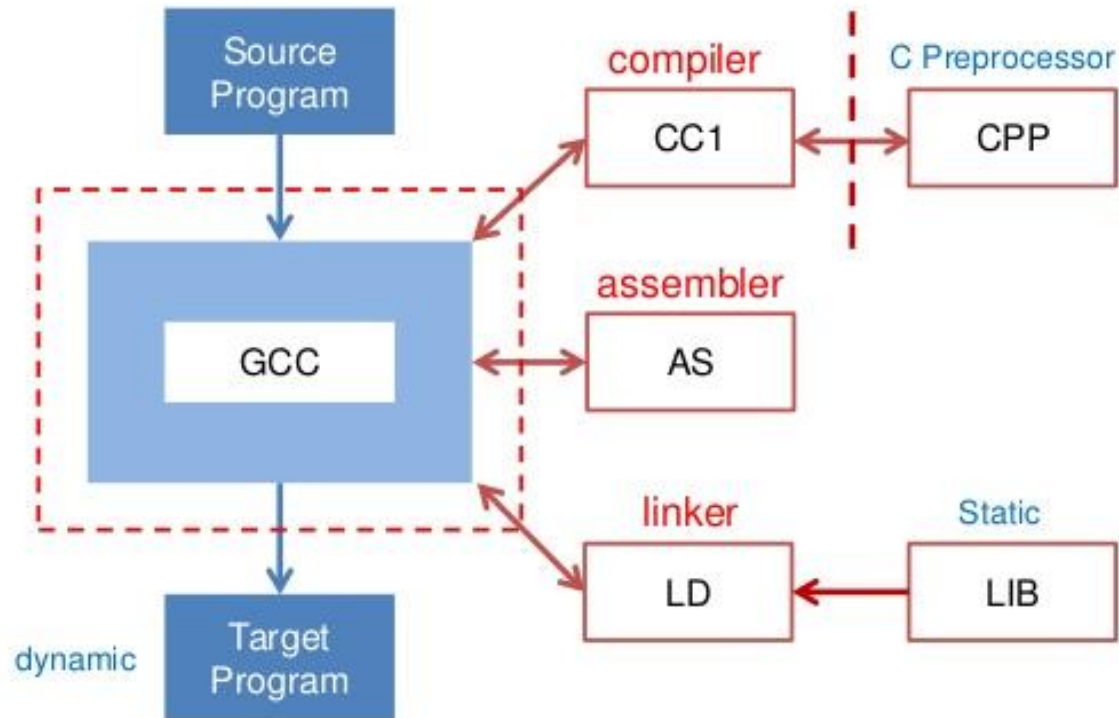 Source
Program
compiler
C Preprocessor
CC1
CPP
assembler
GCC
AS
linker
Static
LD
LIB
dynamic
Target
Program